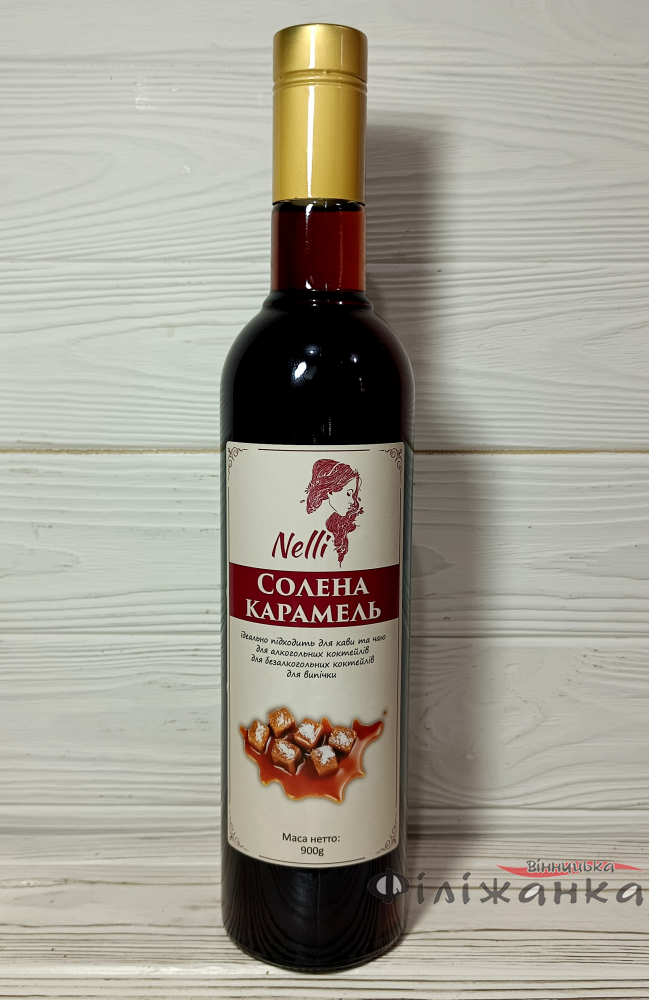 Nelli
Солена
карамель
ідеально підходить для кави та чаю
для алкогольних коктейлів
для безалкогольних коктейлів
для випічки
Маса нетто:
900g
Вінницька
Філіжанка